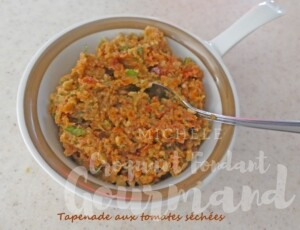 MICHELE
Croquant Fondant
Gourmand
Tapenade aux tomates séchées